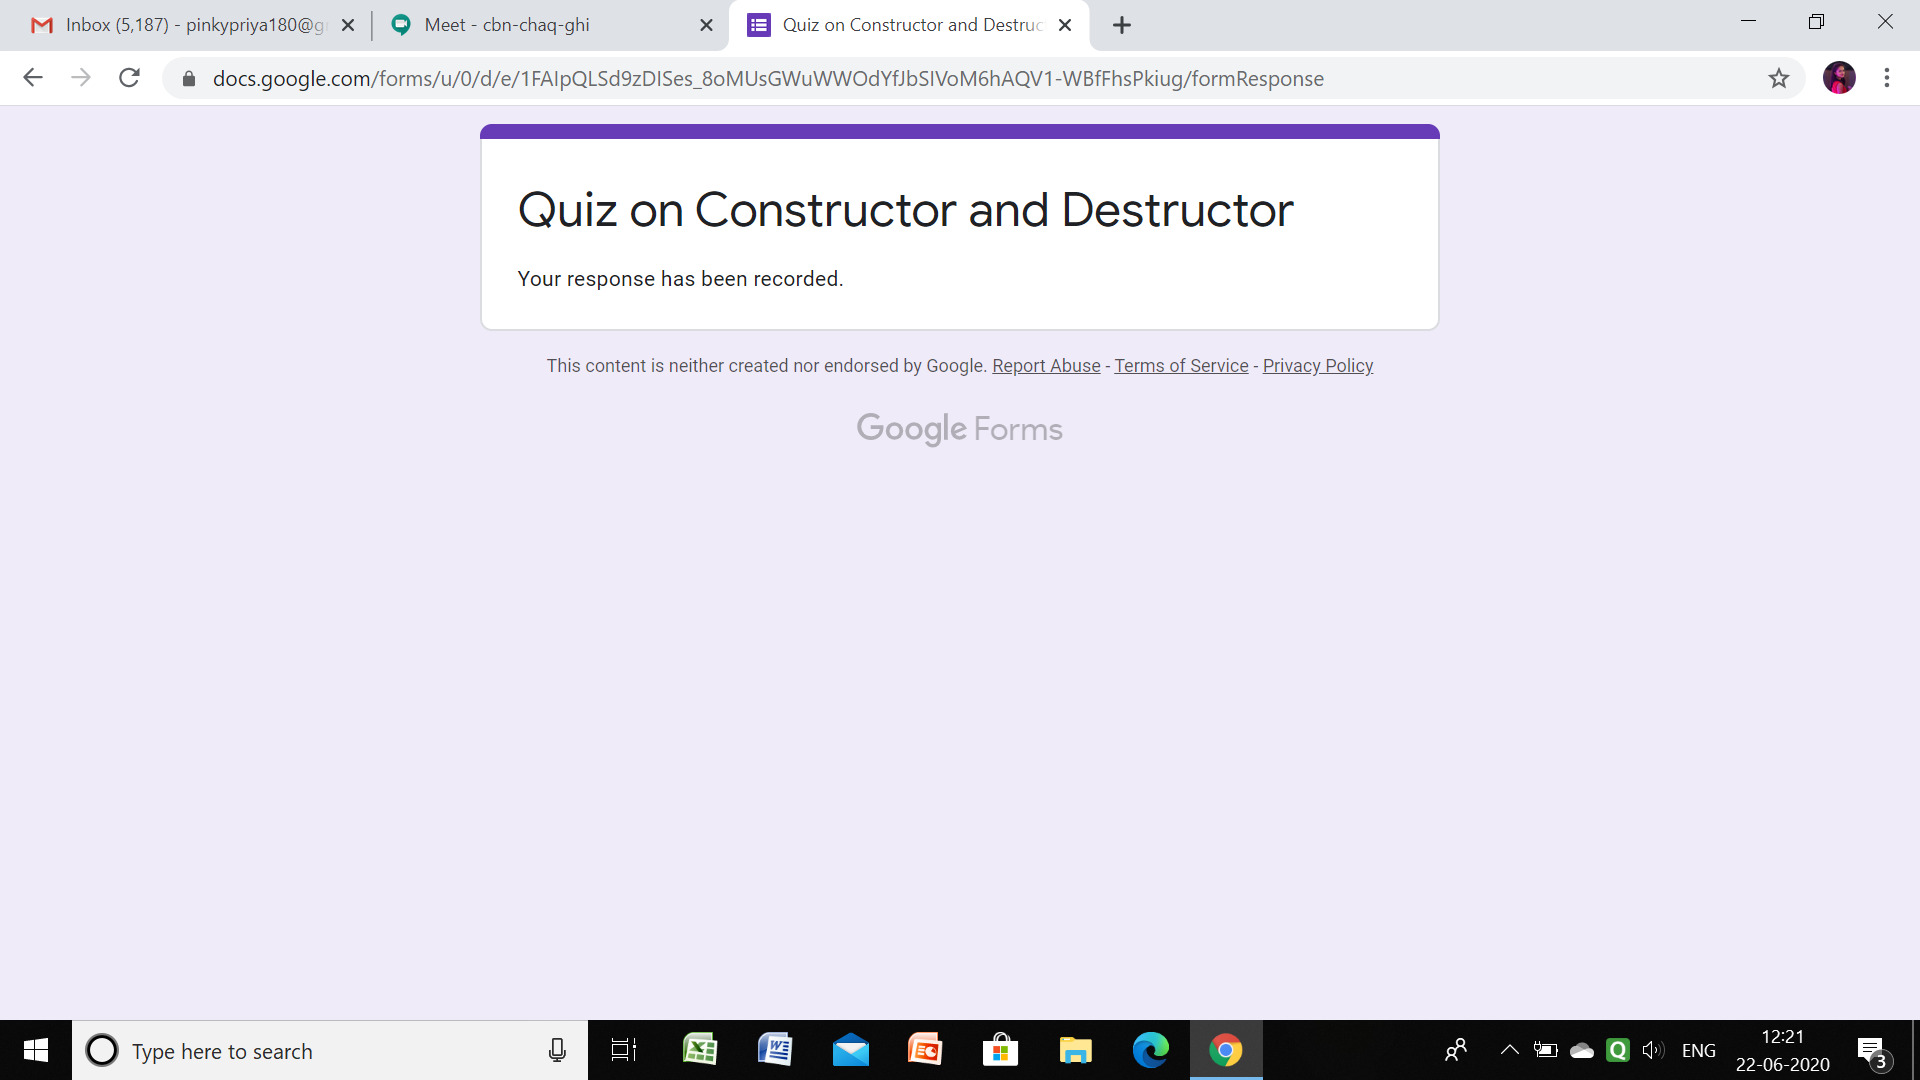 Inbox (5,187) - pinkypriya180@g
Meet - cbn-chaq-ghi
Quiz on Constructor and Destruc
docs.google.com/forms/u/0/d/e/1FAIpQLSd9zDISes_8oMUsGWuWWOdYfJbSIVoM6hAQV1-WBfFhsPkiug/formResponse
Quiz on Constructor and Destructor
Your response has been recorded.
This content is neither created nor endorsed by Google. Report Abuse - Terms of Service - Privacy Policy
Google Forms
Type here to search
ENG
12:21
22-06-2020
3